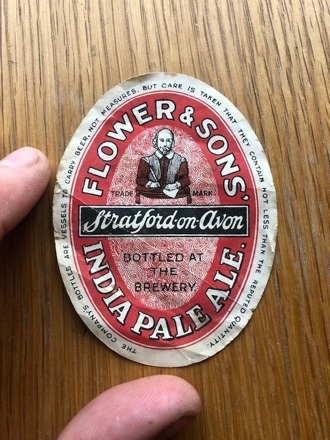 THE COMPANY'S BOTTLES ARE VESSELS TO CARRY BEER, NOT MEASURES, BUT CARE IS TAKEN THAT THEY CONTAIN NOT LESS THAN THE REPUTED QUANTITY.
FLOWER & SONS'
TRADE MARK
Stratford-on-Avon
BOTTLED AT
THE
BREWERY.
INDIA PALE ALE.